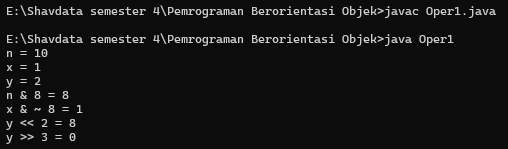 E:\Shavdata semester 4\Pemrograman Berorientasi Objek>javac Oper1.java
E:\Shavdata semester 4\Pemrograman Berorientasi Objek>java Oper1
n = 10
x = 1
y = 2
n & 8 = 8
x & ~ 8 = 1
y << 2 = 8
y >> 3 = 0